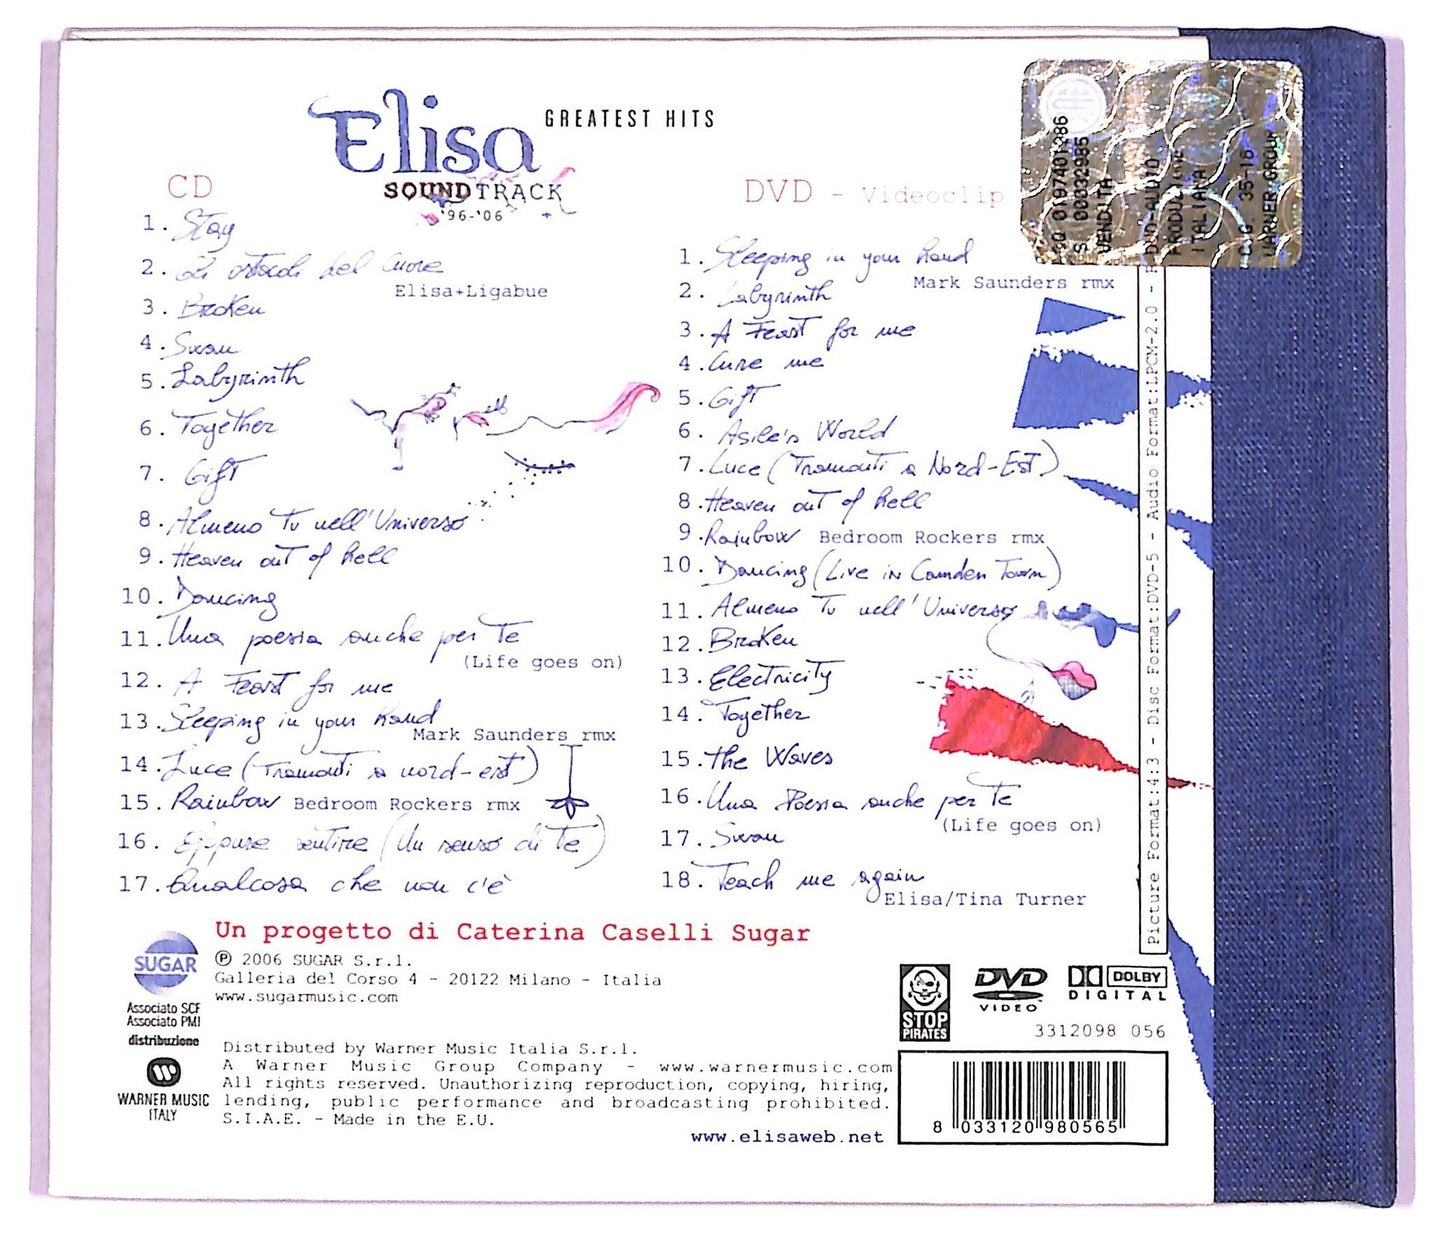 Elisa
GREATEST HITS
SOUNDTRACK
'96-'06
CD
1. Stay
2. Gli ostacoli del Cuore
Elisa+Ligabue
3. Broken
4. Swan
5. Labyrinth
6. Together
7. Gift
8. Almeno Tu nell'Universo
9. Heaven out of hell
10. Dancing
11. Una poesia anche per Te
(Life goes on)
12. A Feast for me
13. Sleeping in your hand
Mark Saunders rmx
14. Luce (Tramonti a nord-est)
15. Rainbow Bedroom Rockers rmx
16. Eppure sentire (Un senso di te)
17. Qualcosa che non c'è
DVD - Videoclip
1. Sleeping in your hand
Mark Saunders rmx
2. Labyrinth
3. A Feast for me
4. Cure me
5. Gift
6. Asile's World
7. Luce (Tramonti a Nord-Est)
8. Heaven out of hell
9. Rainbow Bedroom Rockers rmx
10. Dancing (Live in Camden Town)
11. Almeno Tu nell'Universo
12. Broken
13. Electricity
14. Together
15. the Waves
16. Una Poesia anche per Te
(Life goes on)
17. Swan
18. Teach me again
Elisa/Tina Turner
Un progetto di Caterina Caselli Sugar
SUGAR
℗ 2006 SUGAR S.r.l.
Galleria del Corso 4 - 20122 Milano - Italia
www.sugarmusic.com
Associato SCF
Associato PMI
distribuzione
WARNER MUSIC
ITALY
Distributed by Warner Music Italia S.r.l.
A Warner Music Group Company - www.warnermusic.com
All rights reserved. Unauthorizing reproduction, copying, hiring,
lending, public performance and broadcasting prohibited.
S.I.A.E. - Made in the E.U.
www.elisaweb.net
STOP
PIRATES
DVD
VIDEO
DOLBY
DIGITAL
3312098 056
8 033120 980565
Picture Format:4:3 - Disc Format:DVD-5 - Audio Format:LPCM-2.0 -
00032985
VENDITA
DVD-AUDIO
PRODUZIONE
ITALIANA
WARNER GROUP